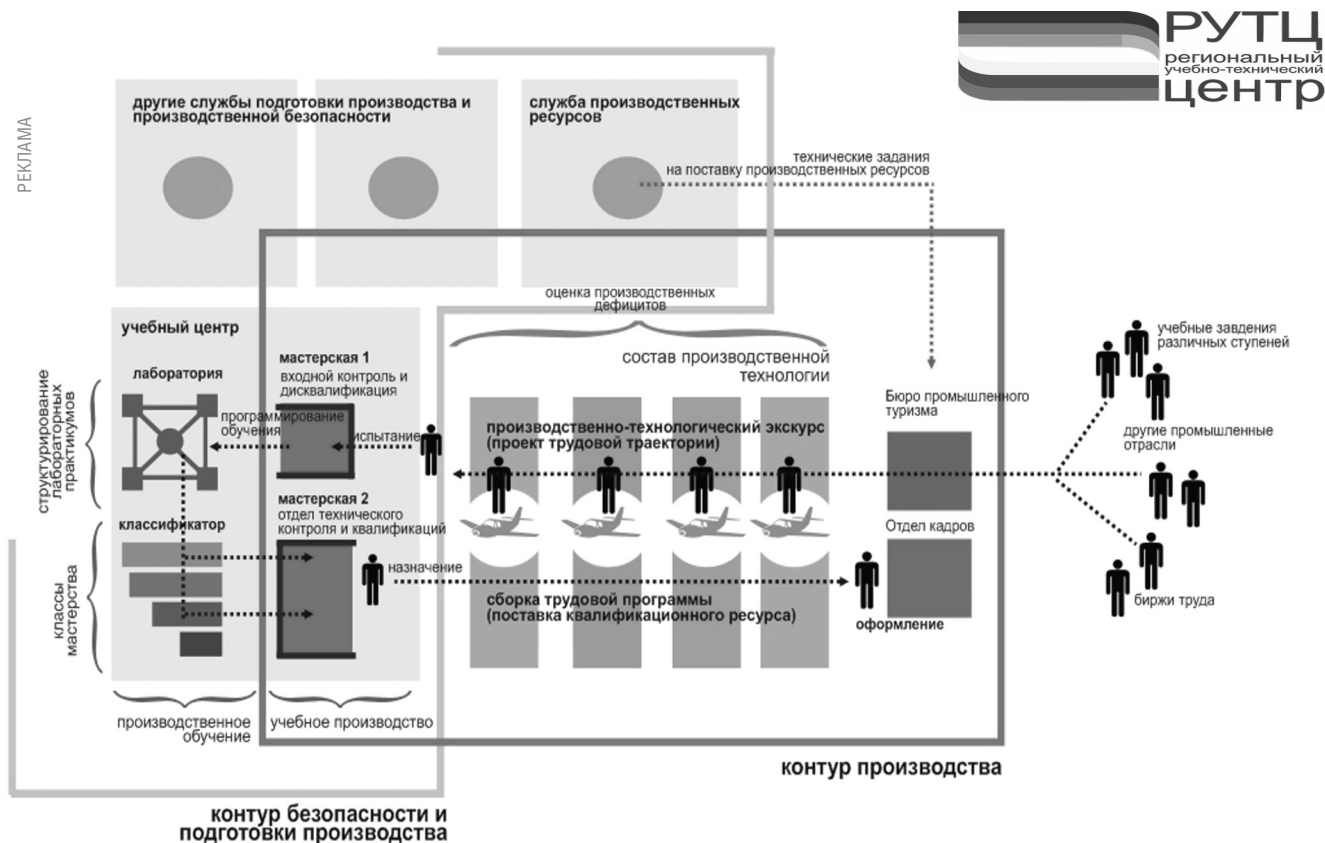 РУТЦ
региональный
учебно-технический
центр
РЕКЛАМА
другие службы подготовки производства и
производственной безопасности
служба производственных
ресурсов
технические задания
на поставку производственных ресурсов
оценка производственных
дефицитов
учебный центр
лаборатория
мастерская 1
входной контроль и
дисквалификация
состав производственной
технологии
учебные завдения
различных ступеней
структурирование
лабораторных
практикумов
программирование
обучения
испытание
производственно-технологический экскурс
(проект трудовой траектории)
Бюро промышленного
туризма
другие промышленные
отрасли
мастерская 2
отдел технического
контроля и квалификаций
классификатор
Отдел кадров
классы
мастерства
назначение
сборка трудовой программы
(поставка квалификационного ресурса)
оформление
биржи труда
производственное
обучение
учебное производство
контур производства
контур безопасности и
подготовки производства